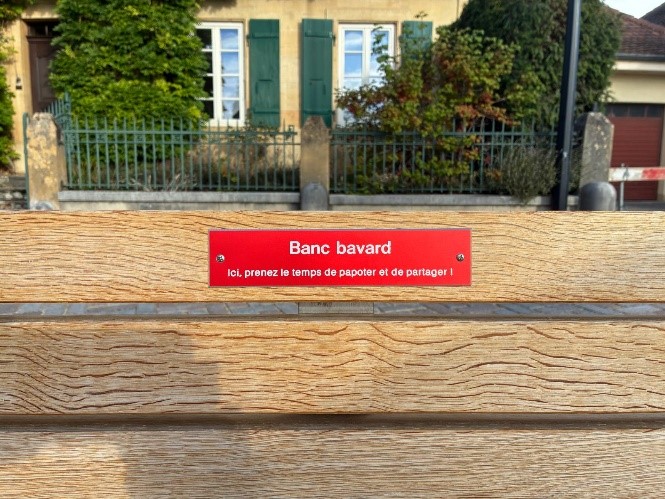 Banc bavard
Ici, prenez le temps de papoter et de partager !